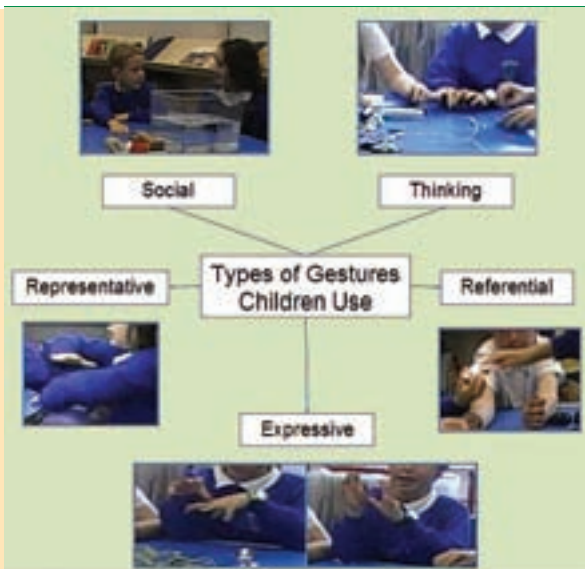 Social
Thinking
Types of Gestures
Children Use
Representative
Referential
Expressive